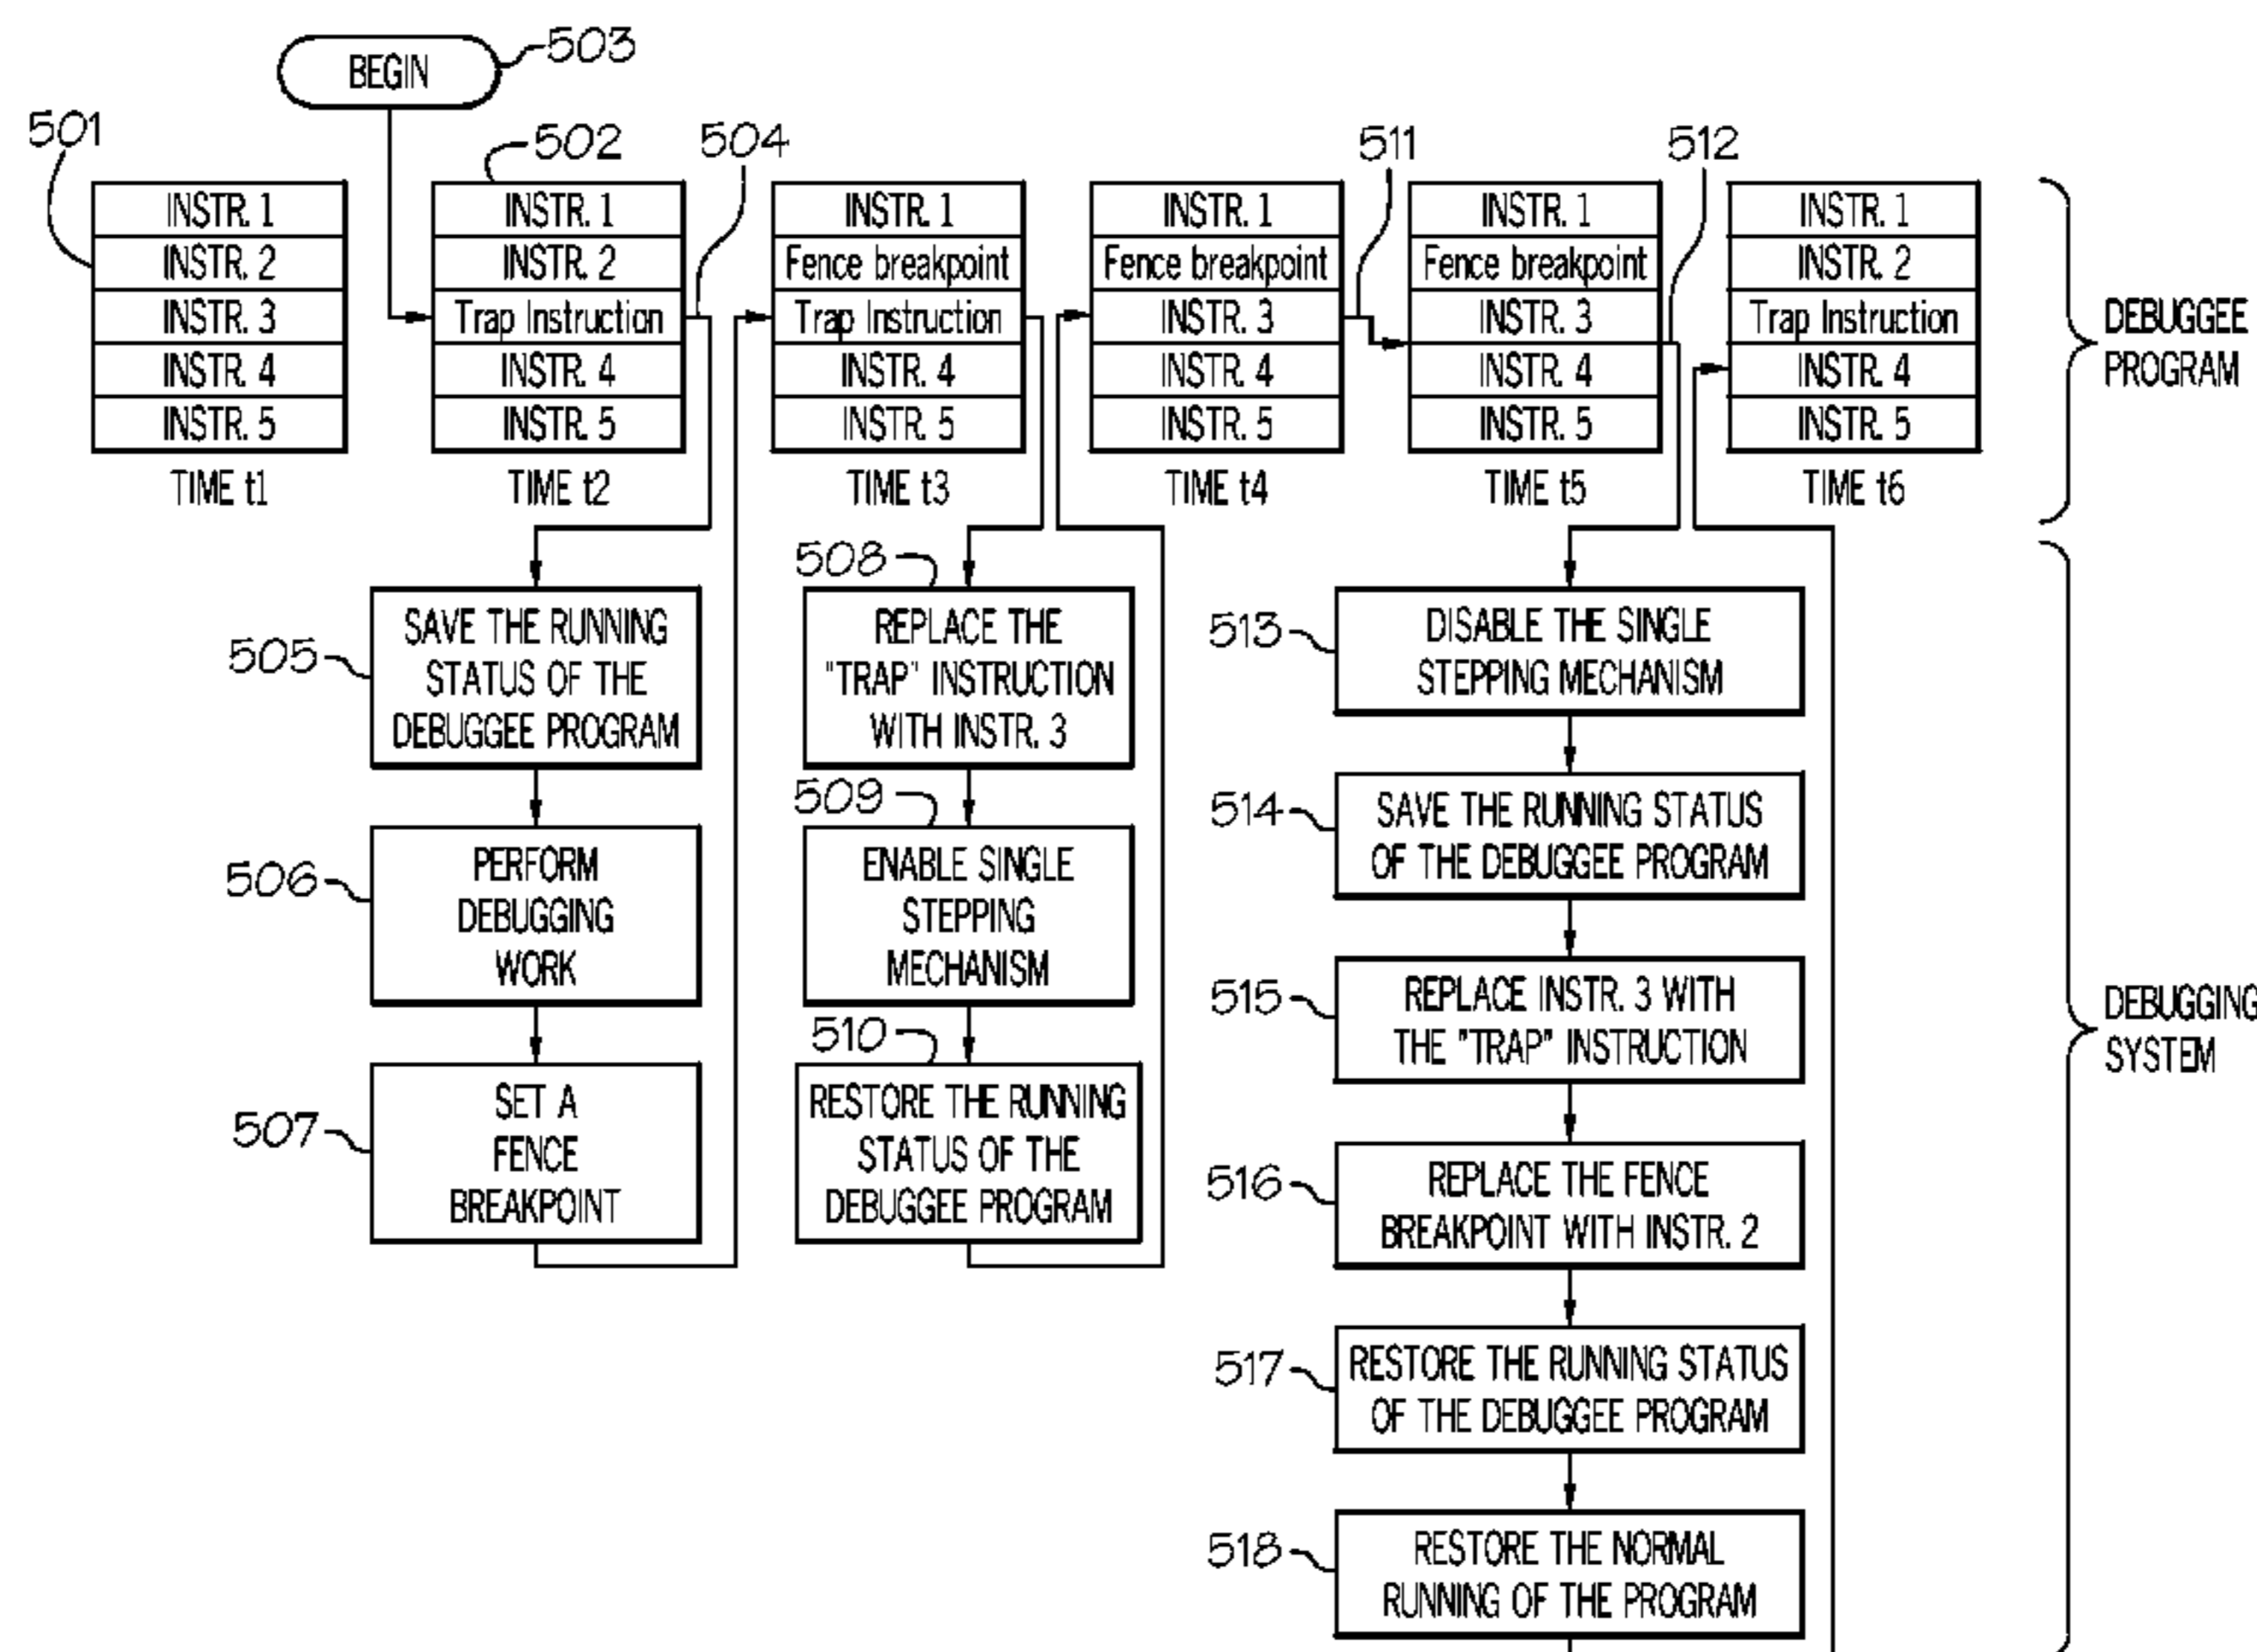 BEGIN
503
501
502
504
511
512
INSTR. 1
INSTR. 2
INSTR. 3
INSTR. 4
INSTR. 5
TIME t1
INSTR. 1
INSTR. 2
Trap Instruction
INSTR. 4
INSTR. 5
TIME t2
INSTR. 1
Fence breakpoint
Trap Instruction
INSTR. 4
INSTR. 5
TIME t3
INSTR. 1
Fence breakpoint
INSTR. 3
INSTR. 4
INSTR. 5
TIME t4
INSTR. 1
Fence breakpoint
INSTR. 3
INSTR. 4
INSTR. 5
TIME t5
INSTR. 1
INSTR. 2
Trap Instruction
INSTR. 4
INSTR. 5
TIME t6
DEBUGGEE
PROGRAM
505
SAVE THE RUNNING
STATUS OF THE
DEBUGGEE PROGRAM
506
PERFORM
DEBUGGING
WORK
507
SET A
FENCE
BREAKPOINT
508
REPLACE THE
"TRAP" INSTRUCTION
WITH INSTR. 3
509
ENABLE SINGLE
STEPPING
MECHANISM
510
RESTORE THE RUNNING
STATUS OF THE
DEBUGGEE PROGRAM
513
DISABLE THE SINGLE
STEPPING MECHANISM
514
SAVE THE RUNNING STATUS
OF THE DEBUGGEE PROGRAM
515
REPLACE INSTR. 3 WITH
THE "TRAP" INSTRUCTION
516
REPLACE THE FENCE
BREAKPOINT WITH INSTR. 2
517
RESTORE THE RUNNING STATUS
OF THE DEBUGGEE PROGRAM
518
RESTORE THE NORMAL
RUNNING OF THE PROGRAM
DEBUGGING
SYSTEM